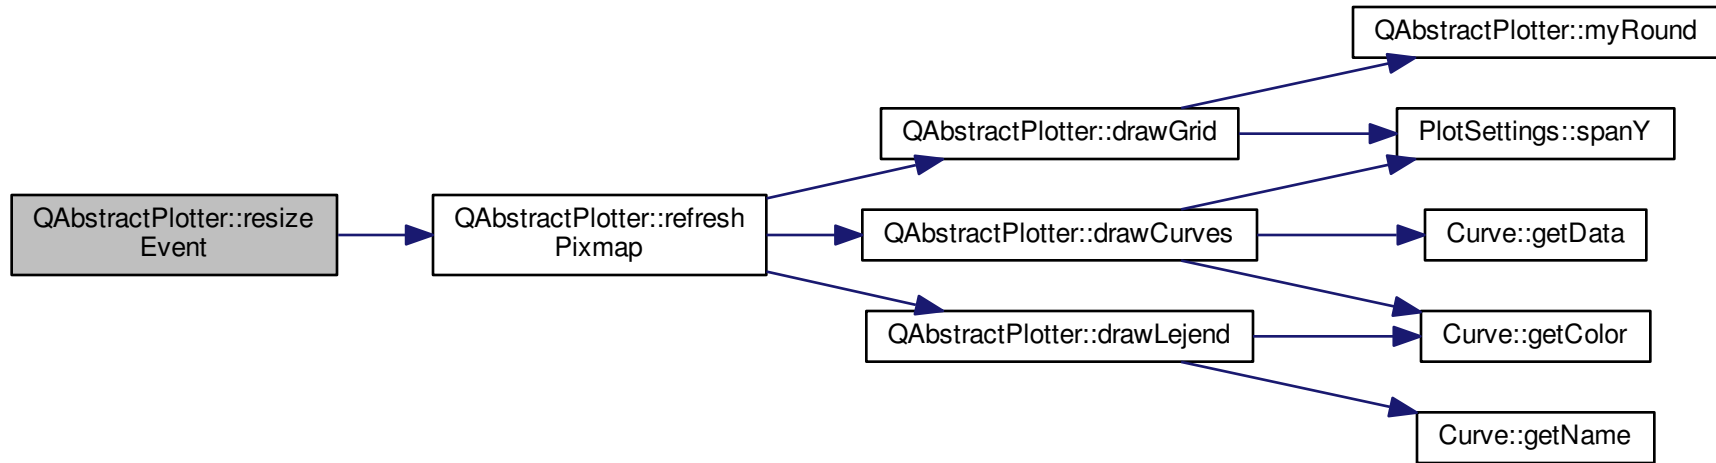 QAbstractPlotter::resize
Event
QAbstractPlotter::refresh
Pixmap
QAbstractPlotter::drawGrid
QAbstractPlotter::drawCurves
QAbstractPlotter::drawLejend
QAbstractPlotter::myRound
PlotSettings::spanY
Curve::getData
Curve::getColor
Curve::getName